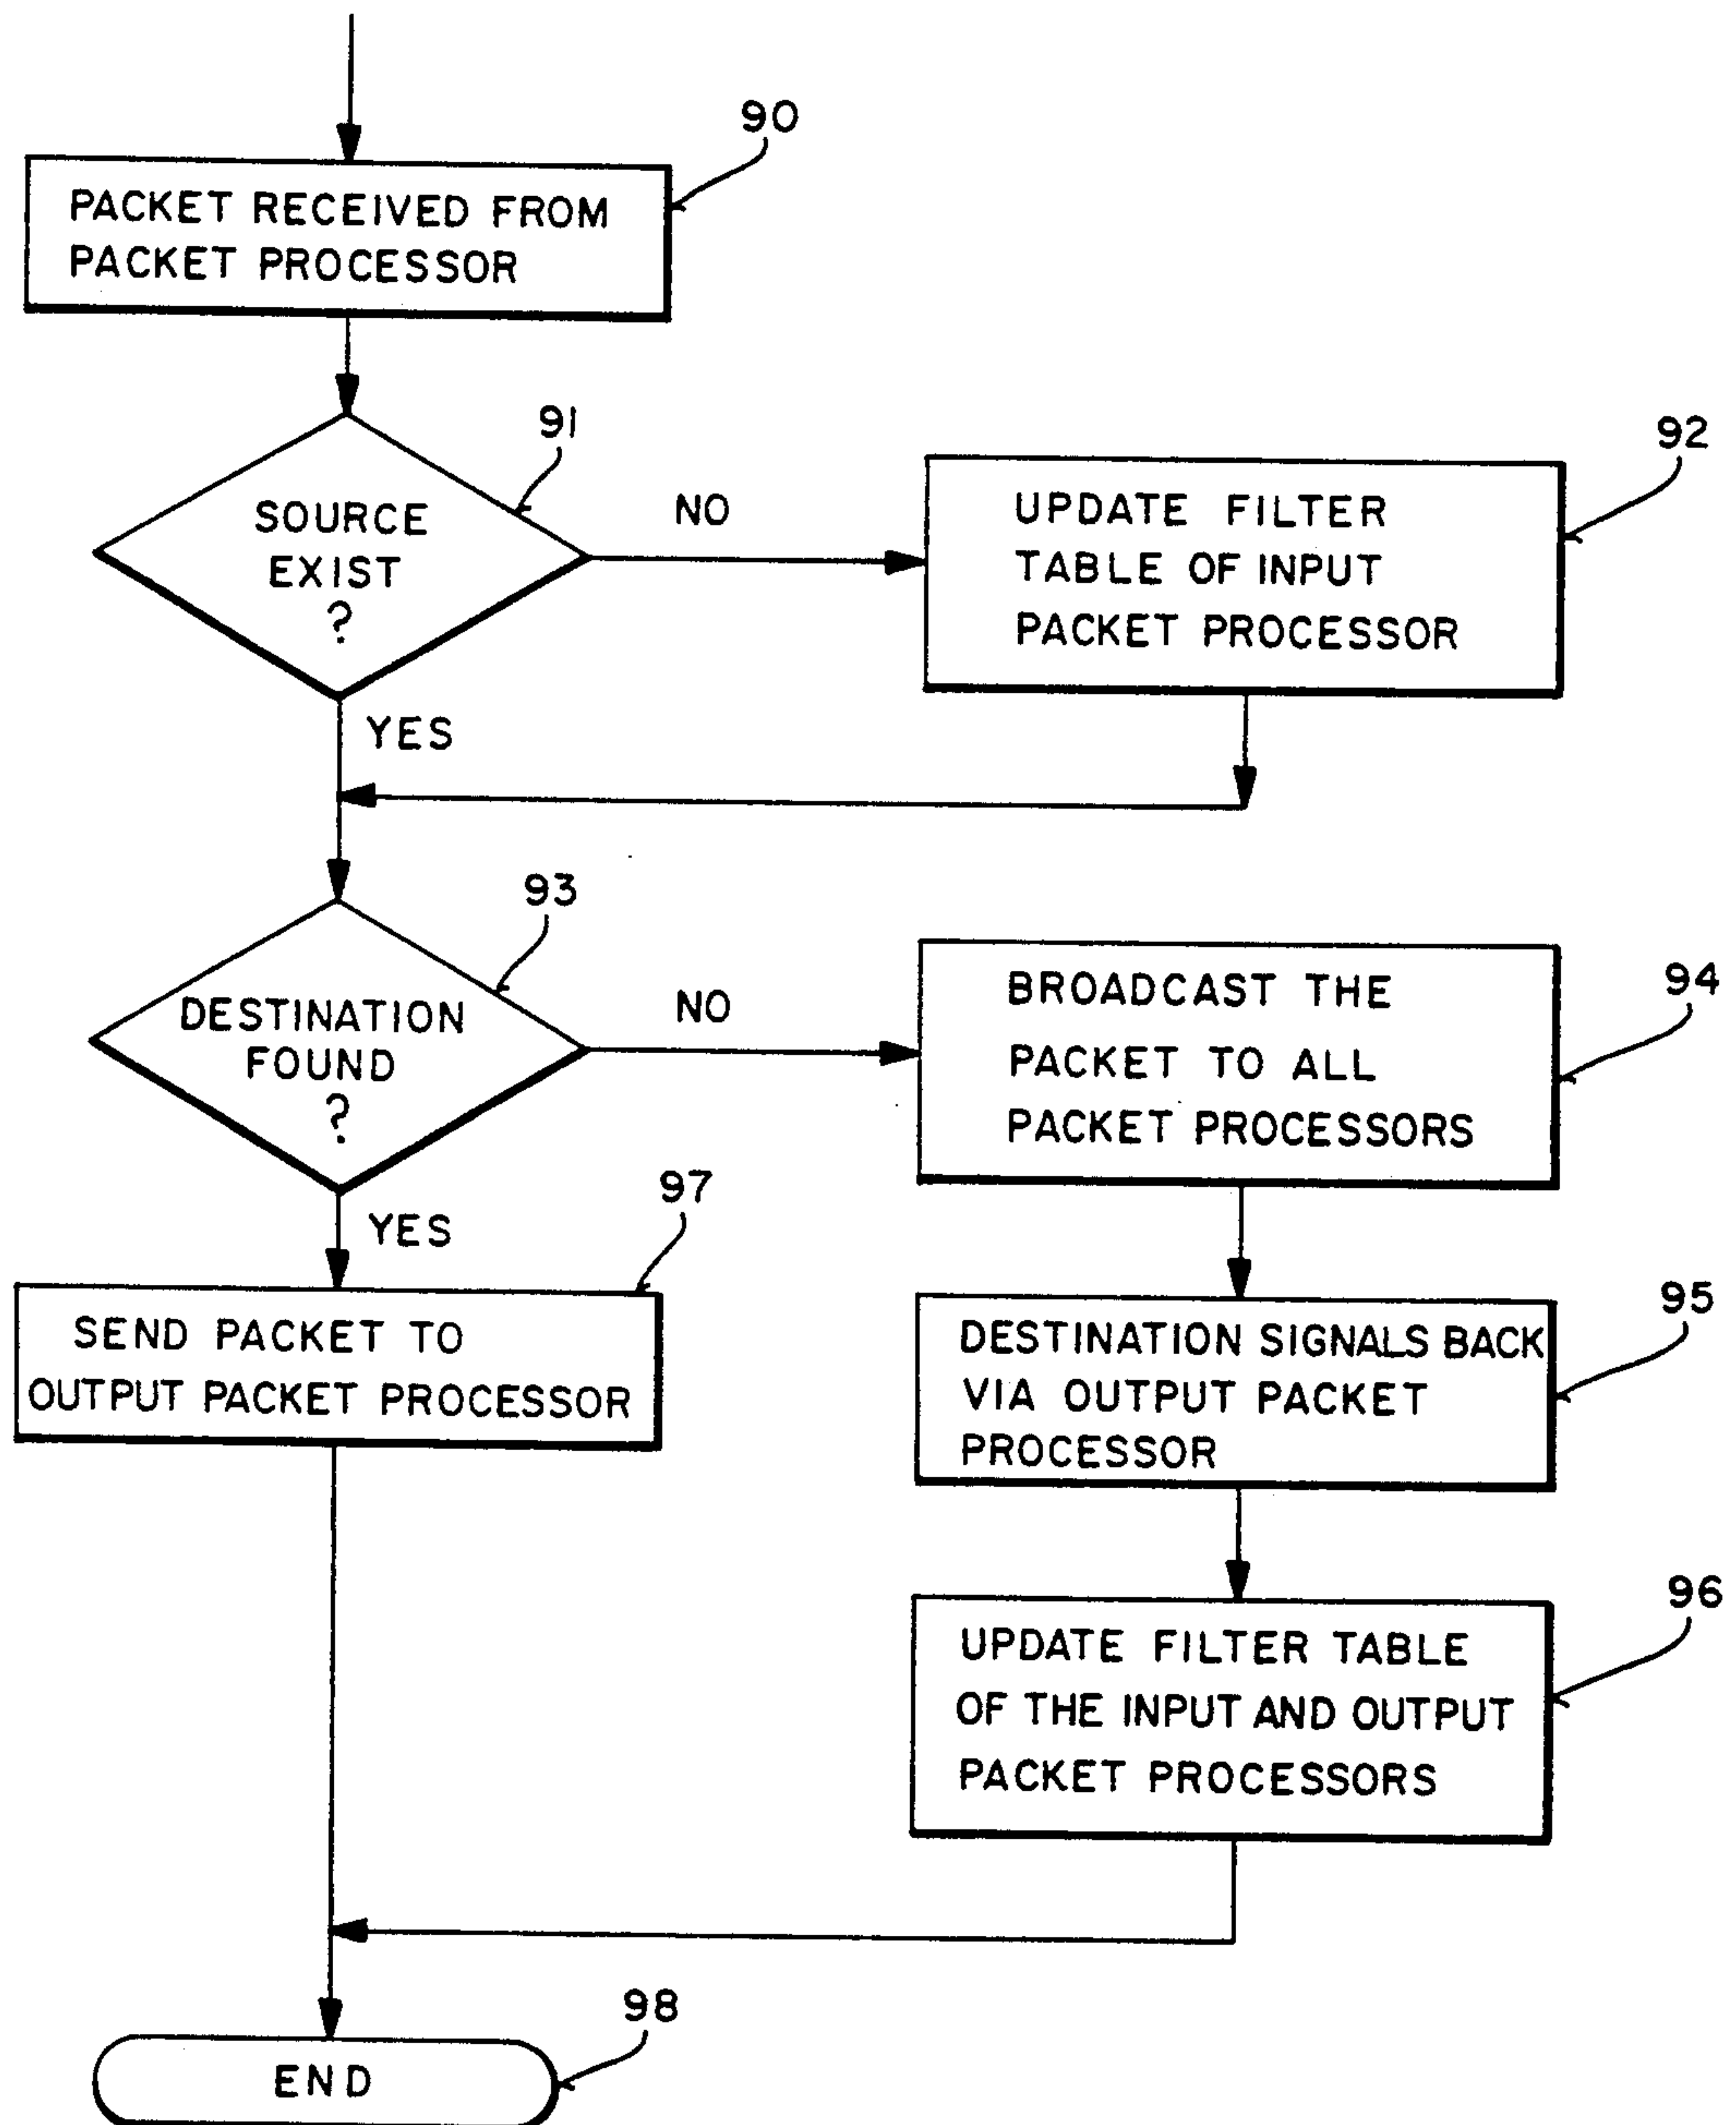 90
PACKET RECEIVED FROM
PACKET PROCESSOR
91
SOURCE
EXIST
?
NO
92
UPDATE FILTER
TABLE OF INPUT
PACKET PROCESSOR
YES
93
DESTINATION
FOUND
?
NO
94
BROADCAST THE
PACKET TO ALL
PACKET PROCESSORS
YES
97
SEND PACKET TO
OUTPUT PACKET PROCESSOR
95
DESTINATION SIGNALS BACK
VIA OUTPUT PACKET
PROCESSOR
96
UPDATE FILTER TABLE
OF THE INPUT AND OUTPUT
PACKET PROCESSORS
98
END